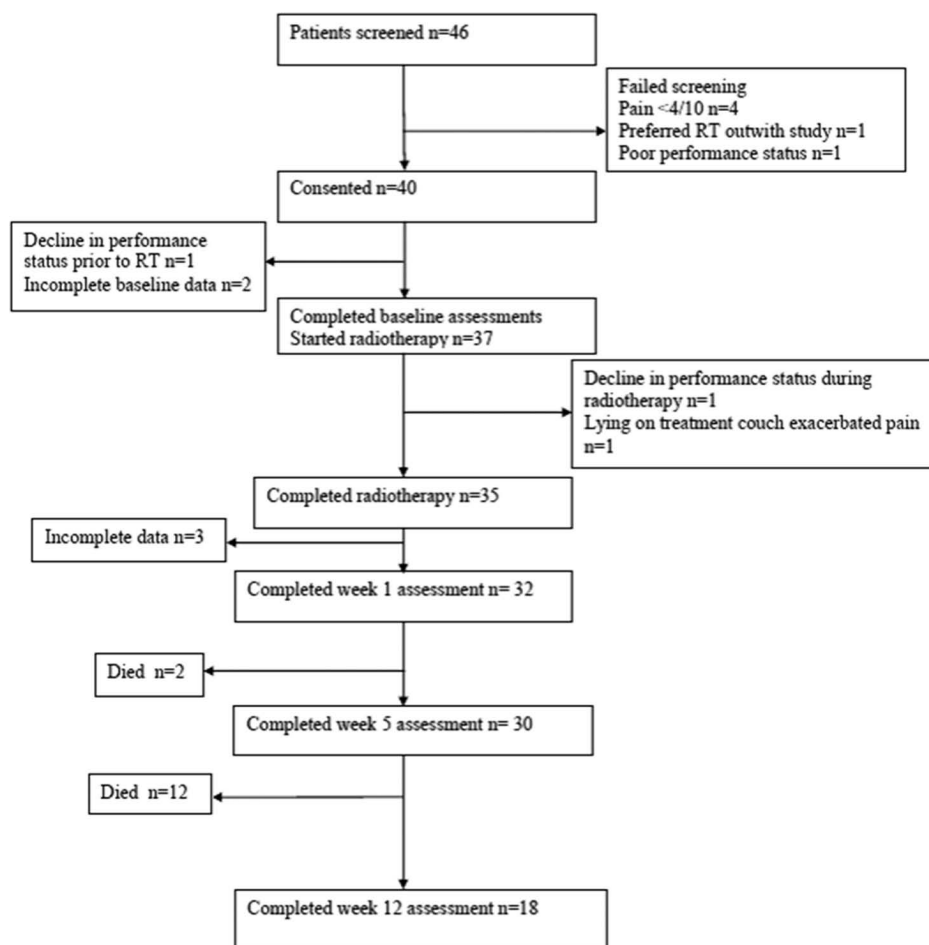 Patients screened n=46
Failed screening
Pain <4/10 n=4
Preferred RT outwith study n=1
Poor performance status n=1
Consented n=40
Decline in performance
status prior to RT n=1
Incomplete baseline data n=2
Completed baseline assessments
Started radiotherapy n=37
Decline in performance status during
radiotherapy n=1
Lying on treatment couch exacerbated pain
n=1
Completed radiotherapy n=35
Incomplete data n=3
Completed week 1 assessment n= 32
Died n=2
Completed week 5 assessment n= 30
Died n=12
Completed week 12 assessment n=18